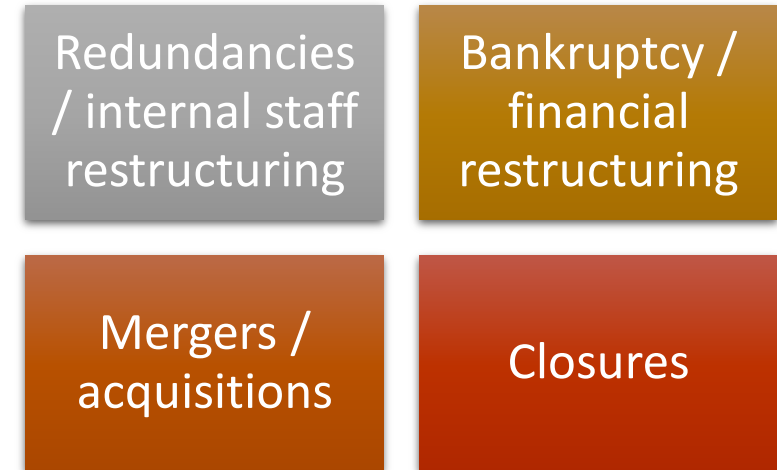 Redundancies
/ internal staff
restructuring
Bankruptcy /
financial
restructuring
Mergers /
acquisitions
Closures